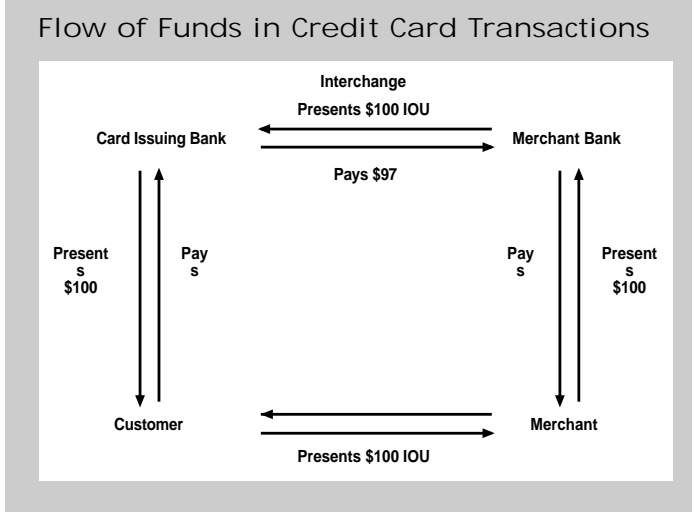 Flow of Funds in Credit Card Transactions
Interchange
Presents $100 IOU
Card Issuing Bank
Merchant Bank
Pays $97
Present
s
$100
Pay
s
Pay
s
Present
s
$100
Customer
Merchant
Presents $100 IOU